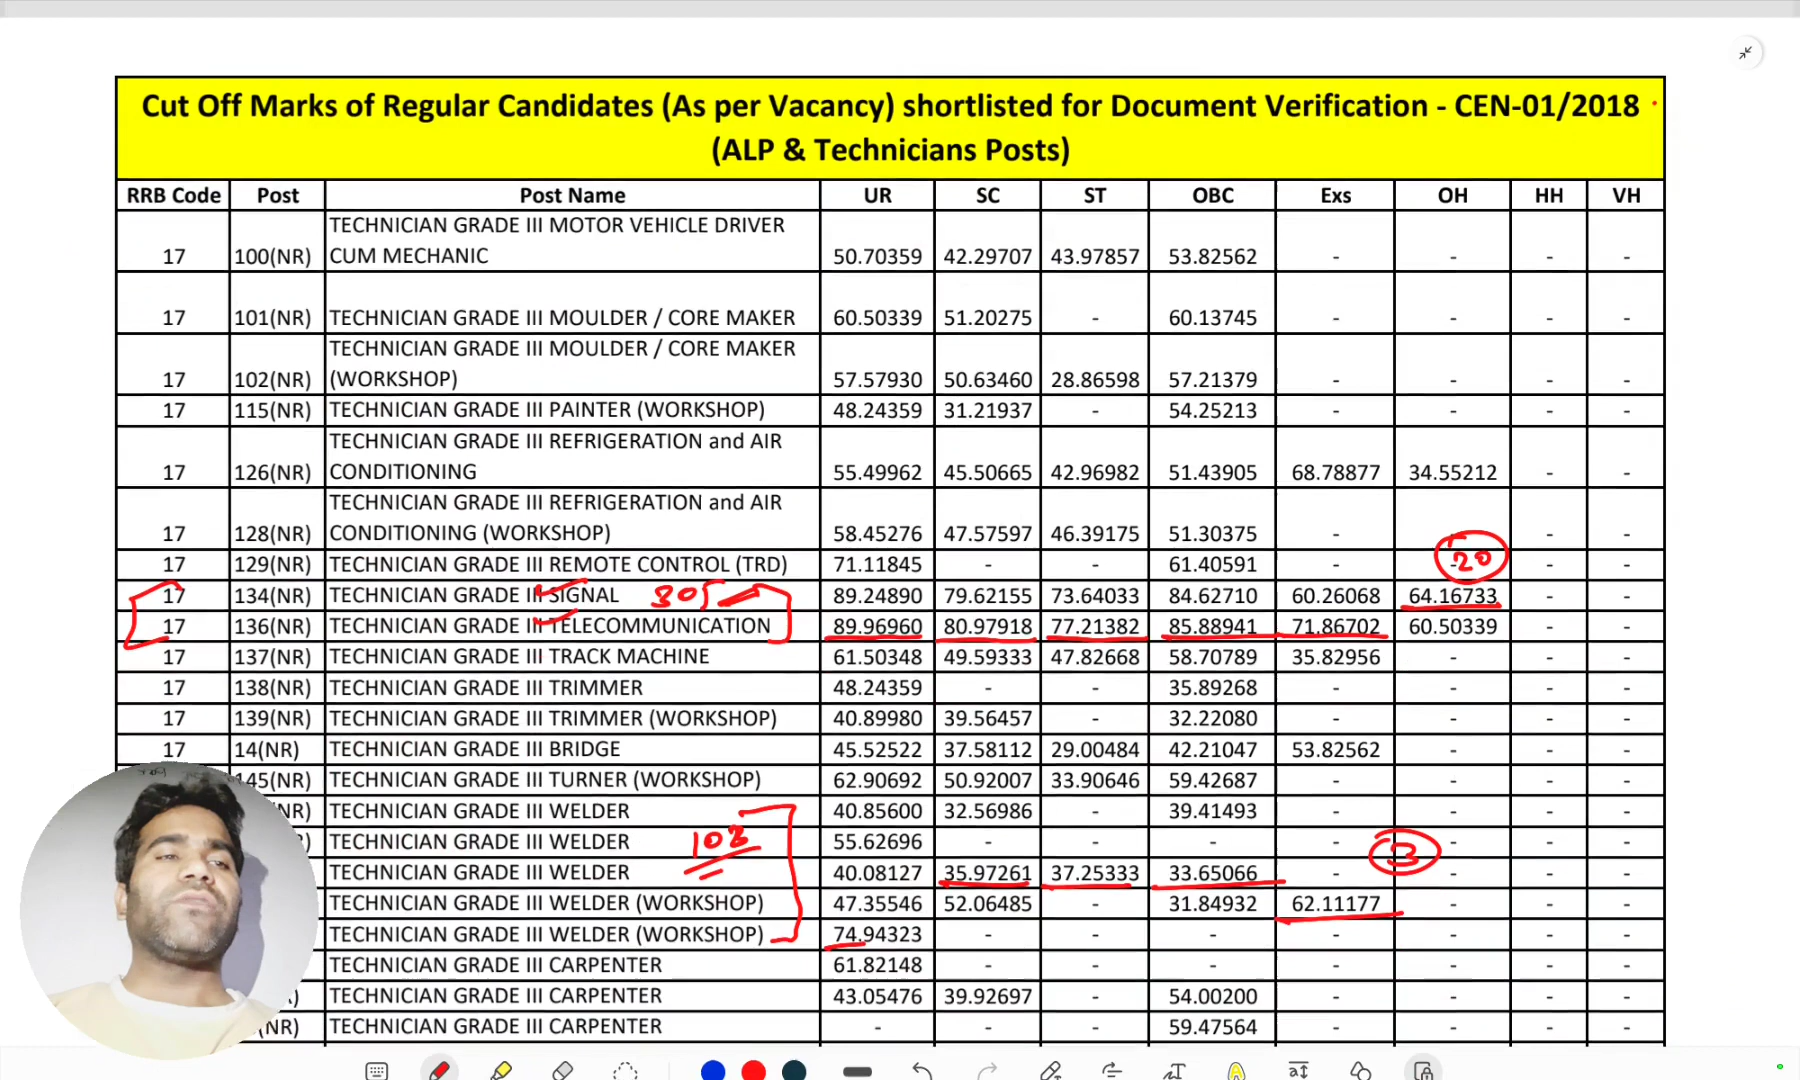 Cut Off Marks of Regular Candidates (As per Vacancy) shortlisted for Document Verification - CEN-01/2018
(ALP & Technicians Posts)
RRB Code Post Post Name UR SC ST OBC Exs OH HH VH
TECHNICIAN GRADE III MOTOR VEHICLE DRIVER
17 100(NR) CUM MECHANIC 50.70359 42.29707 43.97857 53.82562 - - - -
17 101(NR) TECHNICIAN GRADE III MOULDER / CORE MAKER 60.50339 51.20275 - 60.13745 - - - -
TECHNICIAN GRADE III MOULDER / CORE MAKER
17 102(NR) (WORKSHOP) 57.57930 50.63460 28.86598 57.21379 - - - -
17 115(NR) TECHNICIAN GRADE III PAINTER (WORKSHOP) 48.24359 31.21937 - 54.25213 - - - -
TECHNICIAN GRADE III REFRIGERATION and AIR
17 126(NR) CONDITIONING 55.49962 45.50665 42.96982 51.43905 68.78877 34.55212 - -
TECHNICIAN GRADE III REFRIGERATION and AIR
17 128(NR) CONDITIONING (WORKSHOP) 58.45276 47.57597 46.39175 51.30375 - - - -
17 129(NR) TECHNICIAN GRADE III REMOTE CONTROL (TRD) 71.11845 - - 61.40591 - 20 - -
17 134(NR) TECHNICIAN GRADE III SIGNAL 305 89.24890 79.62155 73.64033 84.62710 60.26068 64.16733 - -
17 136(NR) TECHNICIAN GRADE III TELECOMMUNICATION 89.96960 80.97918 77.21382 85.88941 71.86702 60.50339 - -
17 137(NR) TECHNICIAN GRADE III TRACK MACHINE 61.50348 49.59333 47.82668 58.70789 35.82956 - - -
17 138(NR) TECHNICIAN GRADE III TRIMMER 48.24359 - - 35.89268 - - - -
17 139(NR) TECHNICIAN GRADE III TRIMMER (WORKSHOP) 40.89980 39.56457 - 32.22080 - - - -
17 14(NR) TECHNICIAN GRADE III BRIDGE 45.52522 37.58112 29.00484 42.21047 53.82562 - - -
145(NR) TECHNICIAN GRADE III TURNER (WORKSHOP) 62.90692 50.92007 33.90646 59.42687 - - - -
(NR) TECHNICIAN GRADE III WELDER 40.85600 32.56986 - 39.41493 - - - -
TECHNICIAN GRADE III WELDER 103 55.62696 - - - - 3 - - -
TECHNICIAN GRADE III WELDER 40.08127 35.97261 37.25333 33.65066 - - - -
TECHNICIAN GRADE III WELDER (WORKSHOP) 47.35546 52.06485 - 31.84932 62.11177 - - -
TECHNICIAN GRADE III WELDER (WORKSHOP) 74.94323 - - - - - - -
TECHNICIAN GRADE III CARPENTER 61.82148 - - - - - - -
TECHNICIAN GRADE III CARPENTER 43.05476 39.92697 - 54.00200 - - - -
(NR) TECHNICIAN GRADE III CARPENTER - - - 59.47564 - - - -